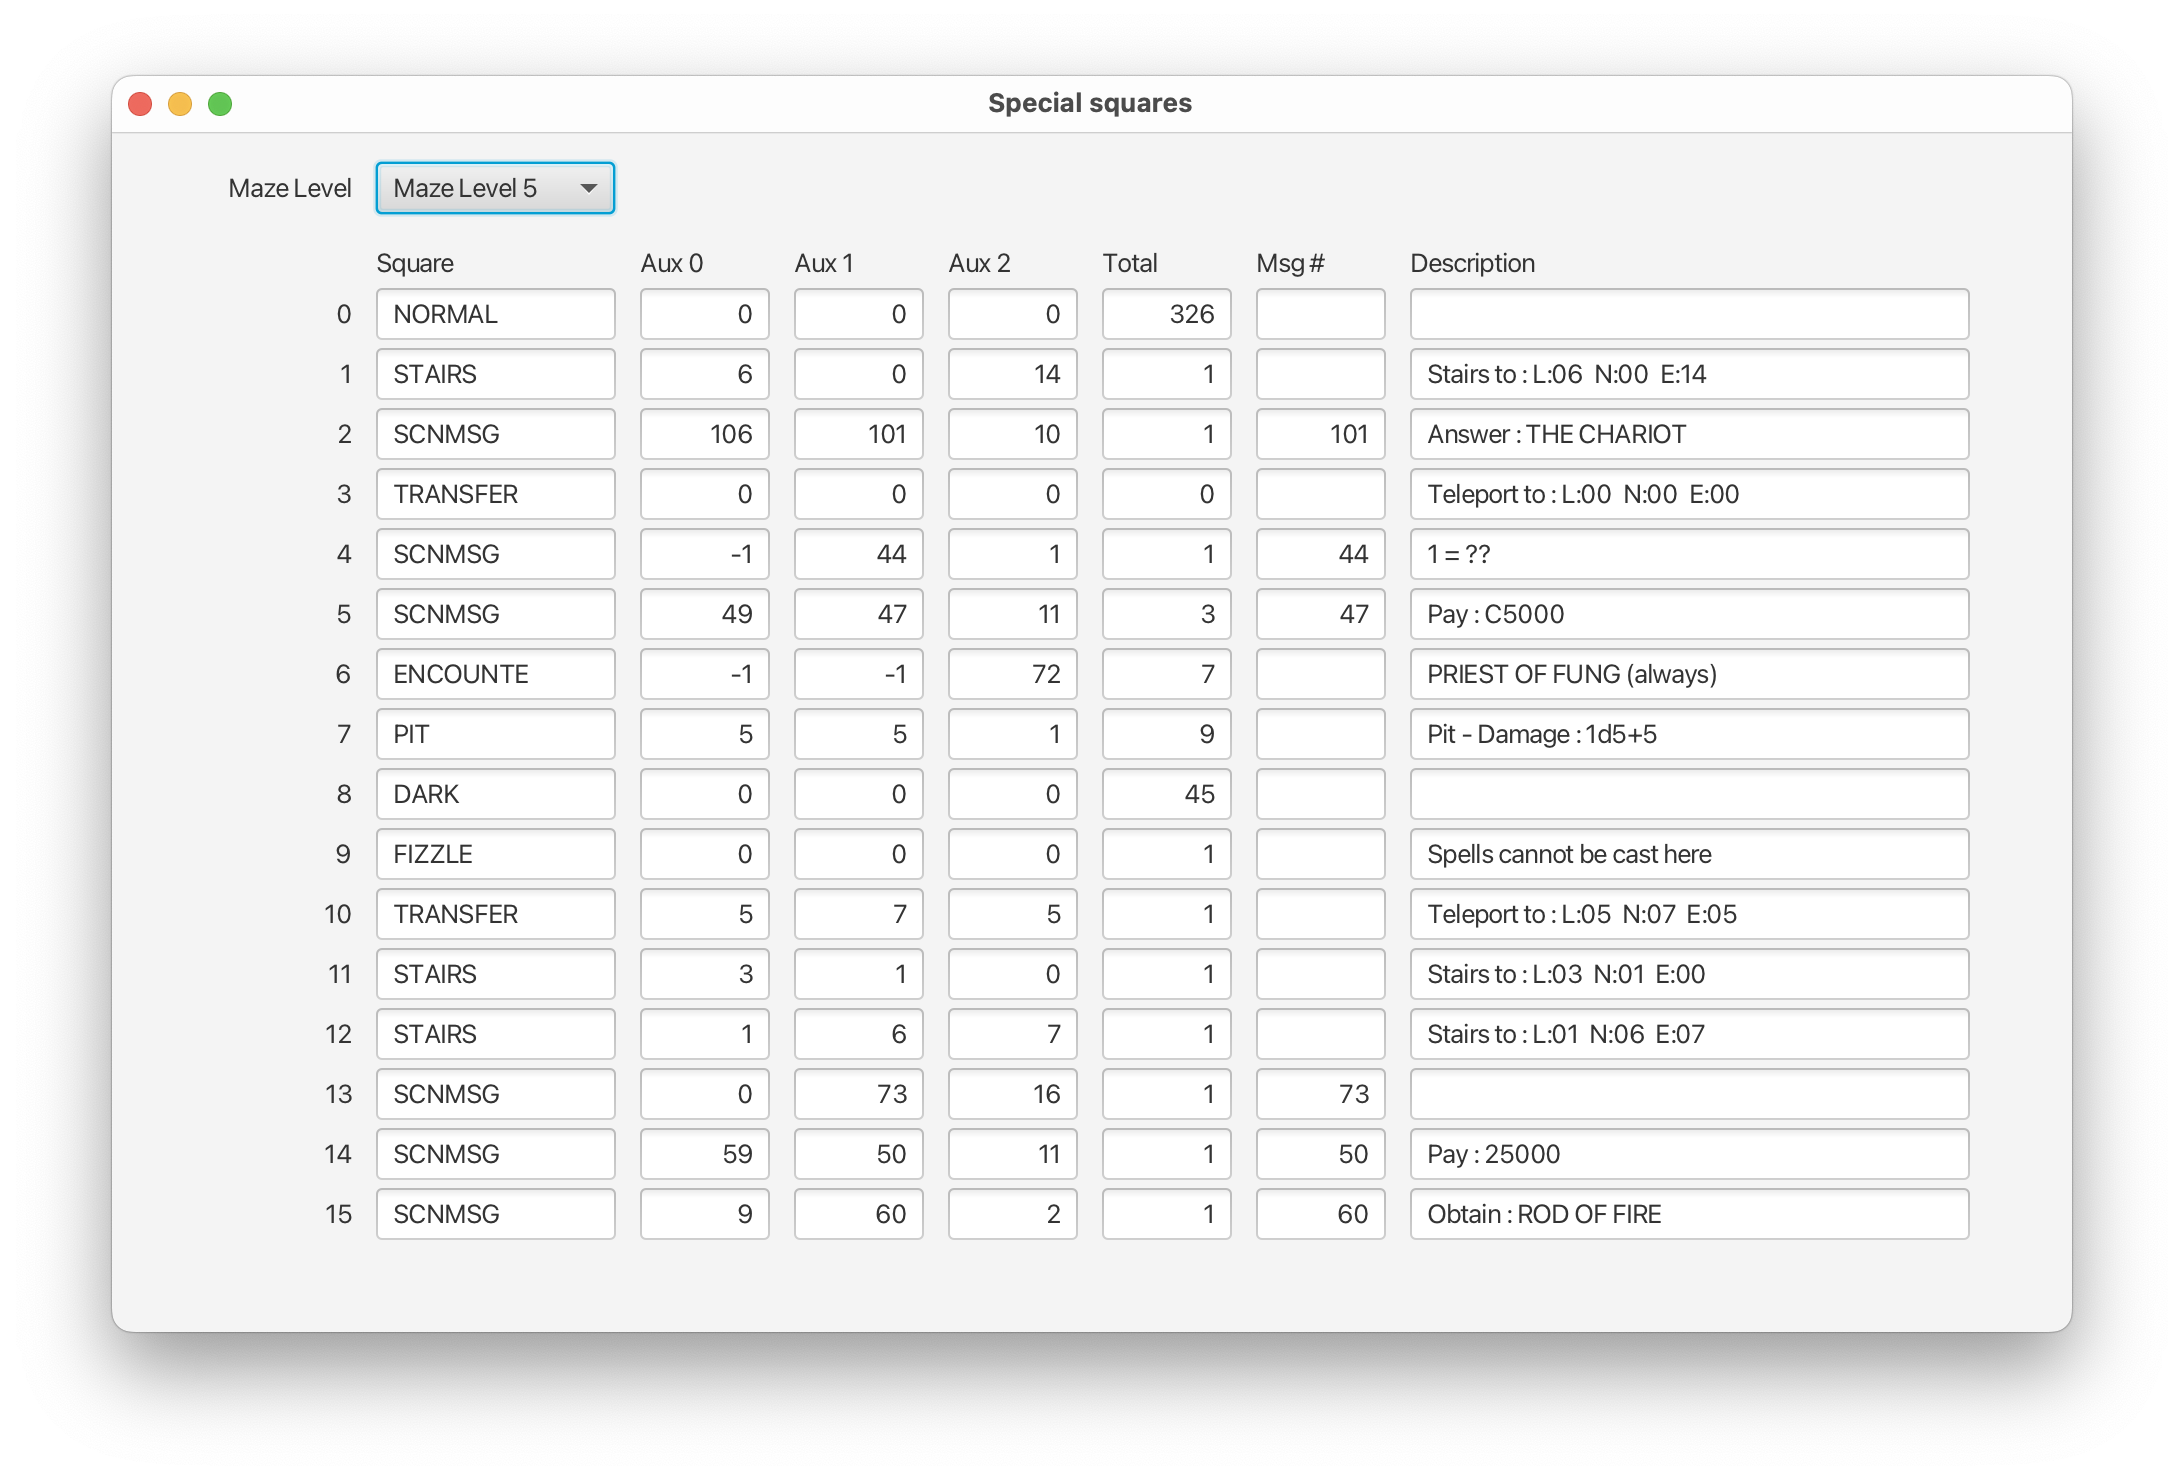 Special squares
Maze Level Maze Level 5
Square Aux 0 Aux 1 Aux 2 Total Msg # Description
0 NORMAL 0 0 0 326
1 STAIRS 6 0 14 1 Stairs to : L:06 N:00 E:14
2 SCNMSG 106 101 10 1 101 Answer : THE CHARIOT
3 TRANSFER 0 0 0 0 Teleport to : L:00 N:00 E:00
4 SCNMSG -1 44 1 1 44 1 = ??
5 SCNMSG 49 47 11 3 47 Pay : C5000
6 ENCOUNTE -1 -1 72 7 PRIEST OF FUNG (always)
7 PIT 5 5 1 9 Pit - Damage : 1d5+5
8 DARK 0 0 0 45
9 FIZZLE 0 0 0 1 Spells cannot be cast here
10 TRANSFER 5 7 5 1 Teleport to : L:05 N:07 E:05
11 STAIRS 3 1 0 1 Stairs to : L:03 N:01 E:00
12 STAIRS 1 6 7 1 Stairs to : L:01 N:06 E:07
13 SCNMSG 0 73 16 1 73
14 SCNMSG 59 50 11 1 50 Pay : 25000
15 SCNMSG 9 60 2 1 60 Obtain : ROD OF FIRE